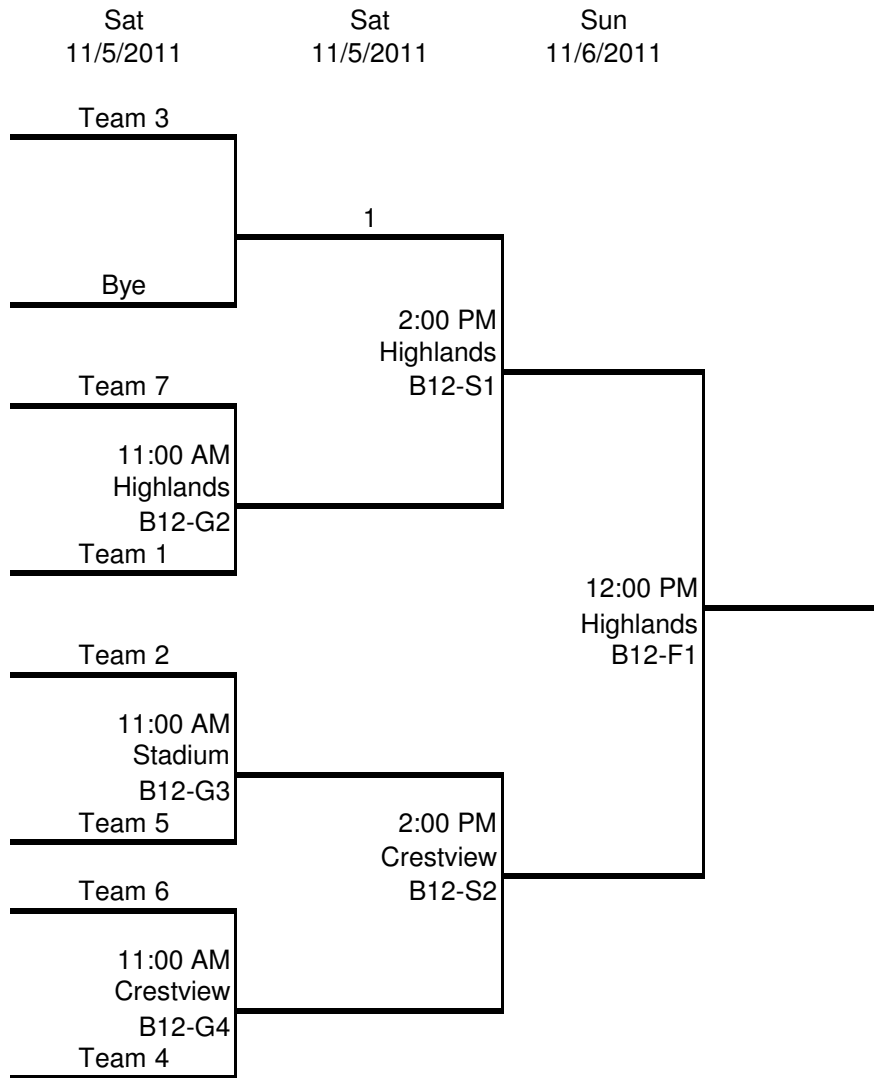 Sat
11/5/2011
Sat
11/5/2011
Sun
11/6/2011
Team 3
1
Bye
2:00 PM
Highlands
B12-S1
Team 7
11:00 AM
Highlands
B12-G2
Team 1
12:00 PM
Highlands
B12-F1
Team 2
11:00 AM
Stadium
B12-G3
Team 5
2:00 PM
Crestview
B12-S2
Team 6
11:00 AM
Crestview
B12-G4
Team 4